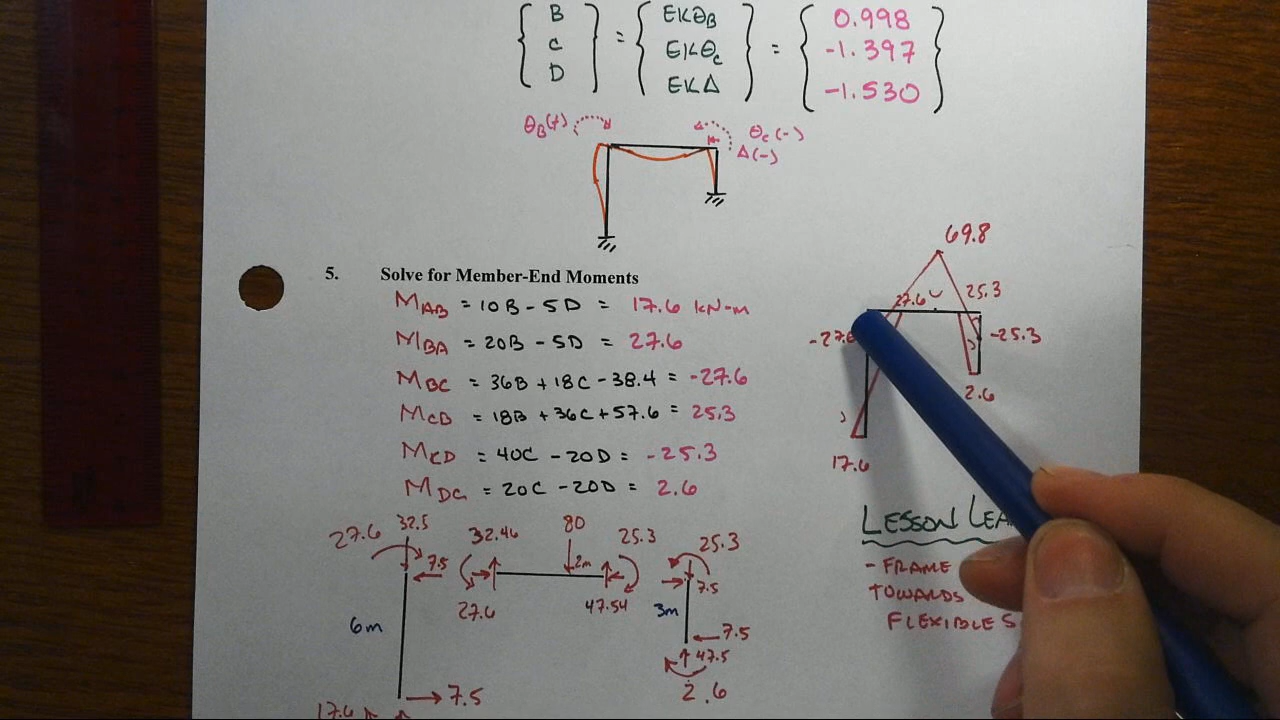 { B C D } = { EKθB EKθc EKΔ } = { 0.998 -1.397 -1.530 }
θB(+)
θc(-)
Δ(-)
5. Solve for Member-End Moments
MAB = 10B - 5D = 17.6 kN-m
MBA = 20B - 5D = 27.6
MBC = 36B + 18C - 38.4 = -27.6
MCB = 18B + 36C + 57.6 = 25.3
MCD = 40C - 20D = -25.3
MDC = 20C - 20D = 2.6
69.8
27.6
25.3
-25.3
2.6
17.6
27.6
32.5
7.5
6m
7.5
17.6
32.46
80
25.3
2m
27.6
47.54
25.3
7.5
3m
7.5
47.5
2.6
LESSON
- FRAME
TOWARDS
FLEXIBLE S